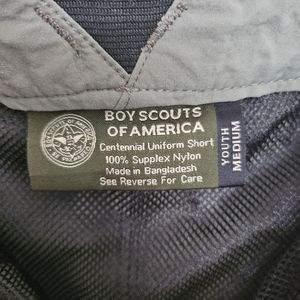 BOY SCOUTS
OF AMERICA
Centennial Uniform Short
100% Supplex Nylon
Made in Bangladesh
See Reverse For Care
YOUTH
MEDIUM